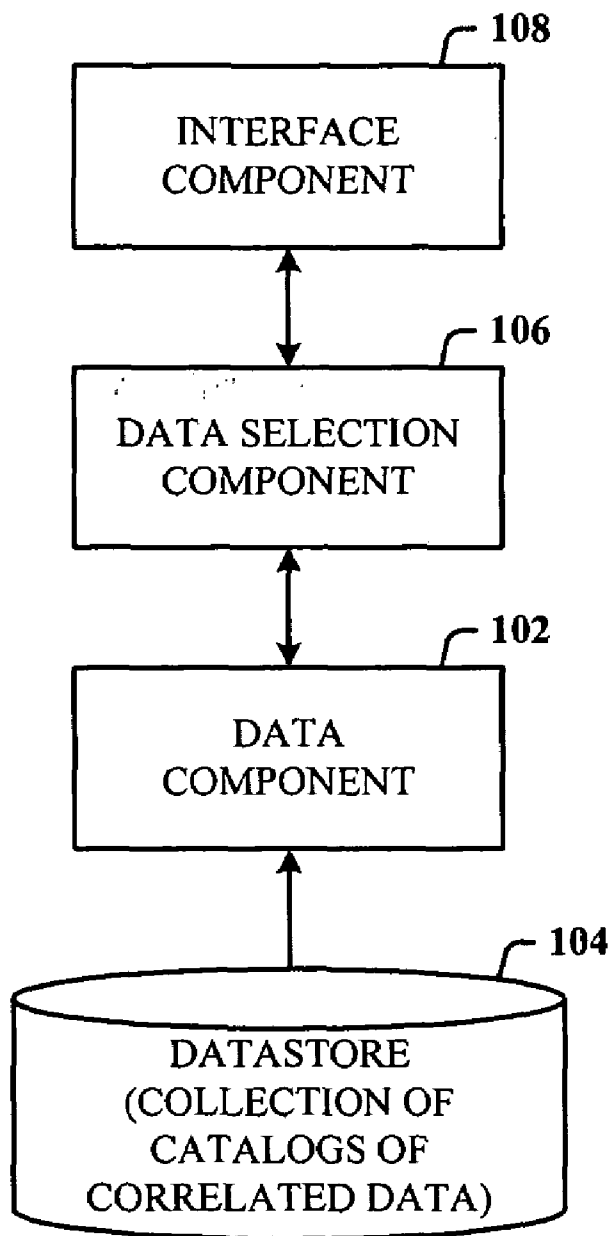 108
INTERFACE
COMPONENT
106
DATA SELECTION
COMPONENT
102
DATA
COMPONENT
104
DATASTORE
(COLLECTION OF
CATALOGS OF
CORRELATED DATA)